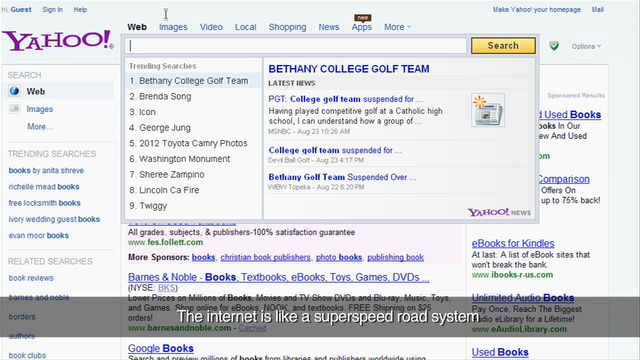 Hi, Guest Sign In Help Make Yahoo! your homepage Mail
new
Web Images Video Local Shopping News Apps More
YAHOO!
Search
Options
SEARCH
Web
Images
More...
TRENDING SEARCHES
books by anita shreve
richelle mead books
free locksmith books
ivory wedding guest books
evan moor books
RELATED SEARCHES
book reviews
borders
authors
Trending Searches
1. Bethany College Golf Team
2. Brenda Song
3. Icon
4. George Jung
5. 2012 Toyota Camry Photos
6. Washington Monument
7. Sheree Zampino
8. Lincoln Ca Fire
9. Twiggy
BETHANY COLLEGE GOLF TEAM
LATEST NEWS
PGT: College golf team suspended for ...
Having played competitive golf at a Catholic high
school, I can understand how a group of ...
MSNBC - Aug 23 10:26 AM
College golf team suspended for ...
Devil Ball Golf - Aug 23 4:17 PM
Bethany Golf Team Suspended Over ...
WIBW Topeka - Aug 22 6:20 PM
YAHOO! NEWS
All grades, subjects, & publishers-100% satisfaction
guarantee
www.fes.follett.com
More Sponsors: books, christian book publishers, photo books, publishing book
Barnes & Noble - Books, Textbooks, eBooks, Toys, Games, DVDs ...
(NYSE: BKS)
Lower Prices on Millions of Books, Movies and TV Show DVDs and Blu-ray, Music, Toys,
and Games. Shop online for eBooks, NOOK, and textbooks. FREE Shipping on $25
orders!
www.barnesandnoble.com - Cached
Google Books
Search and preview millions of books from libraries and publishers worldwide using
Sponsored Results
Used Books
Books In Our
Comparison
Offers On
up to 75% back!
eBooks for Kindles
At last: A list of eBook sites that
won't break the bank.
www.ibooks-r-us.com
Unlimited Audio Books
Pay Once, Reach The Biggest
Audio eLibrary for a Lifetime!
www.eAudioLibrary.com
Download Books
The internet is like a superspeed road system